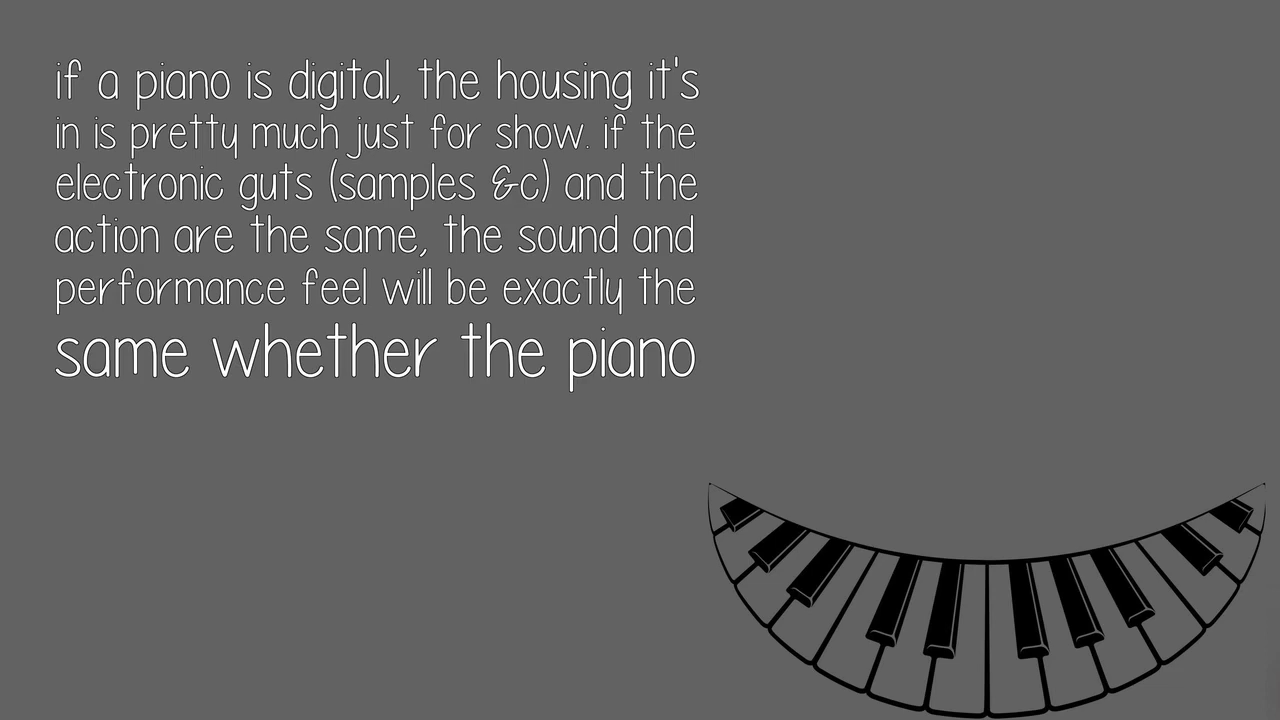 if a piano is digital, the housing it's
in is pretty much just for show. if the
electronic guts (samples &c) and the
action are the same, the sound and
performance feel will be exactly the
same whether the piano